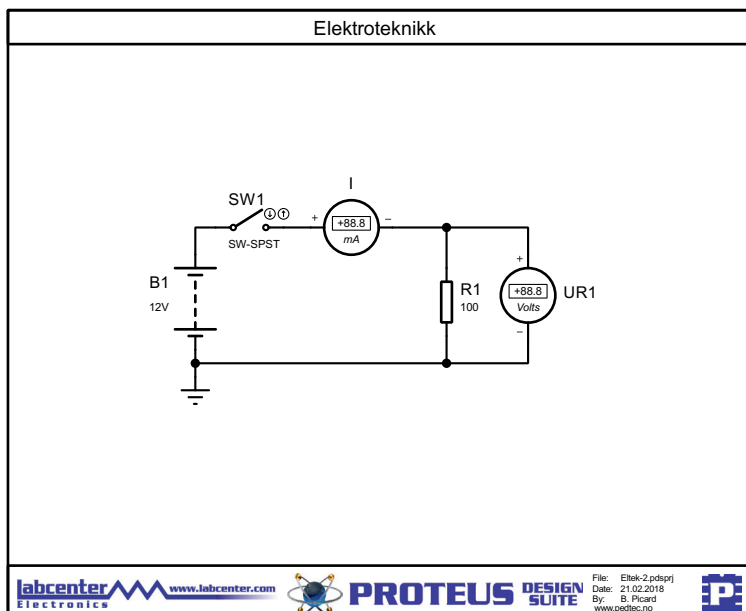 Elektroteknikk
I
SW1
+ +88.8 −
mA
SW-SPST
B1
12V
R1
100
+
+88.8
Volts
−
UR1
labcenter www.labcenter.com
Electronics
PROTEUS DESIGN SUITE
File: Eltek-2.pdsprj
Date: 21.02.2018
By: B. Picard
www.pedtec.no
P